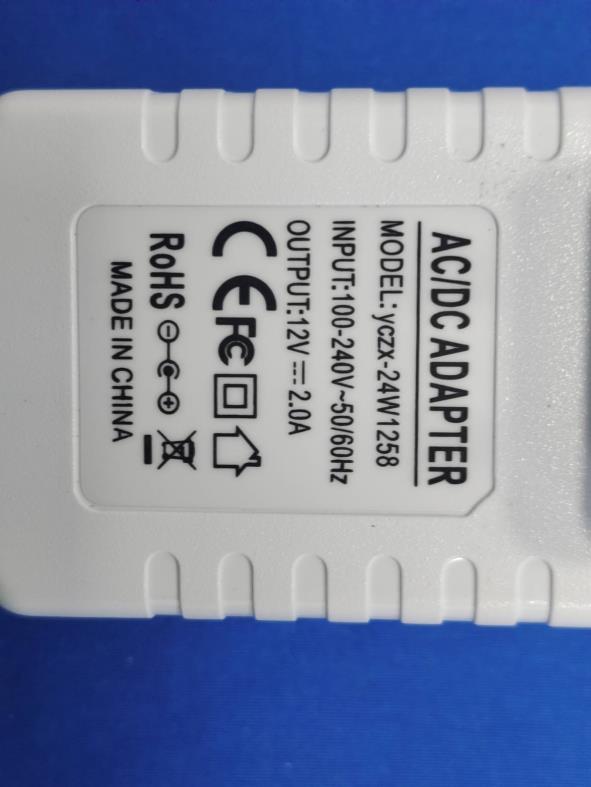 AC/DC ADAPTER
MODEL: yczx-24W1258
INPUT:100-240V~50/60Hz
OUTPUT:12V⎓2.0A
CE FC
RoHS
MADE IN CHINA